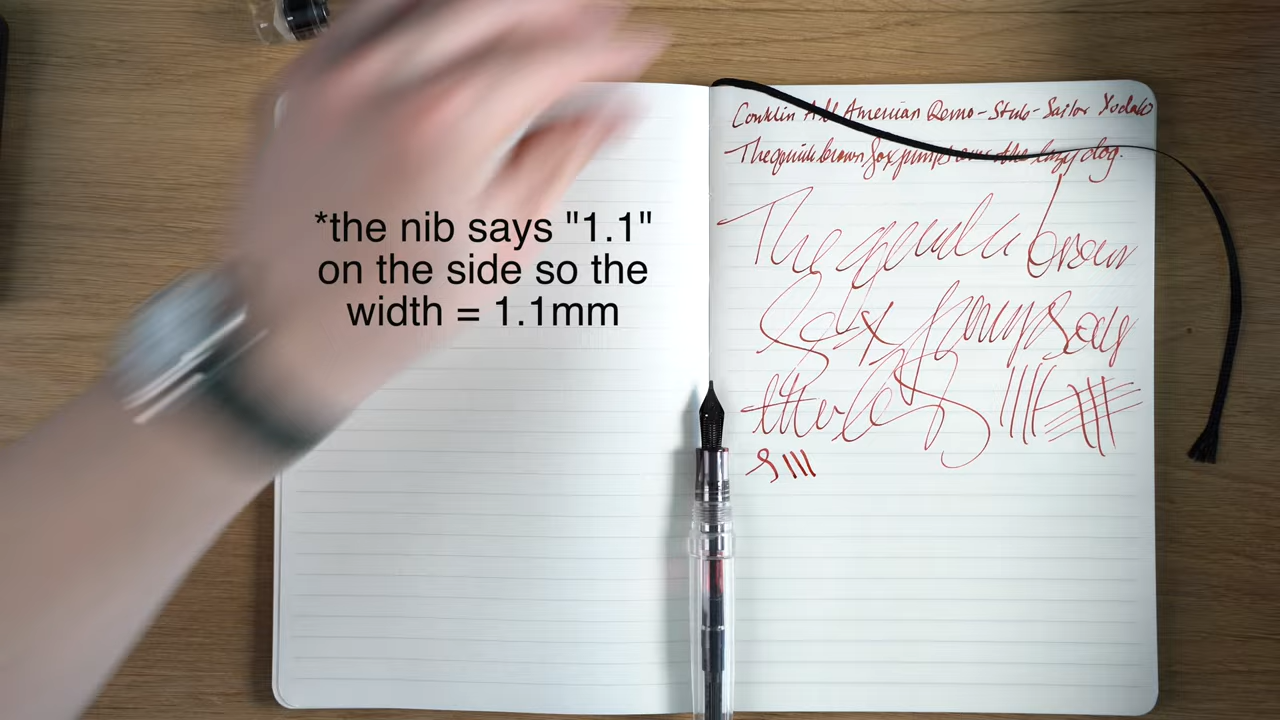 *the nib says "1.1"
on the side so the
width = 1.1mm
Conklin All American Demo - Stub - Sailor Yodaki
The quick brown fox jumps over the lazy dog.
The quick brown
fox jumps over
the lazy